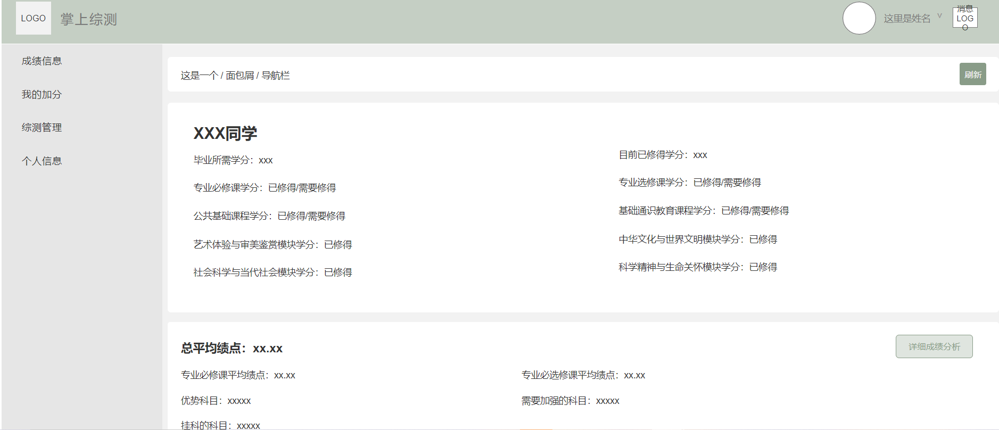 LOGO
掌上综测
这里是姓名
消息
LOG
O
成绩信息
我的加分
综测管理
个人信息
这是一个 / 面包屑 / 导航栏
刷新
XXX同学
毕业所需学分：xxx
目前已修得学分：xxx
专业必修课学分：已修得/需要修得
专业选修课学分：已修得/需要修得
公共基础课程学分：已修得/需要修得
基础通识教育课程学分：已修得/需要修得
艺术体验与审美鉴赏模块学分：已修得
中华文化与世界文明模块学分：已修得
社会科学与当代社会模块学分：已修得
科学精神与生命关怀模块学分：已修得
总平均绩点：xx.xx
详细成绩分析
专业必修课平均绩点：xx.xx
专业必选修课平均绩点：xx.xx
优势科目：xxxxx
需要加强的科目：xxxxx
挂科的科目：xxxxx